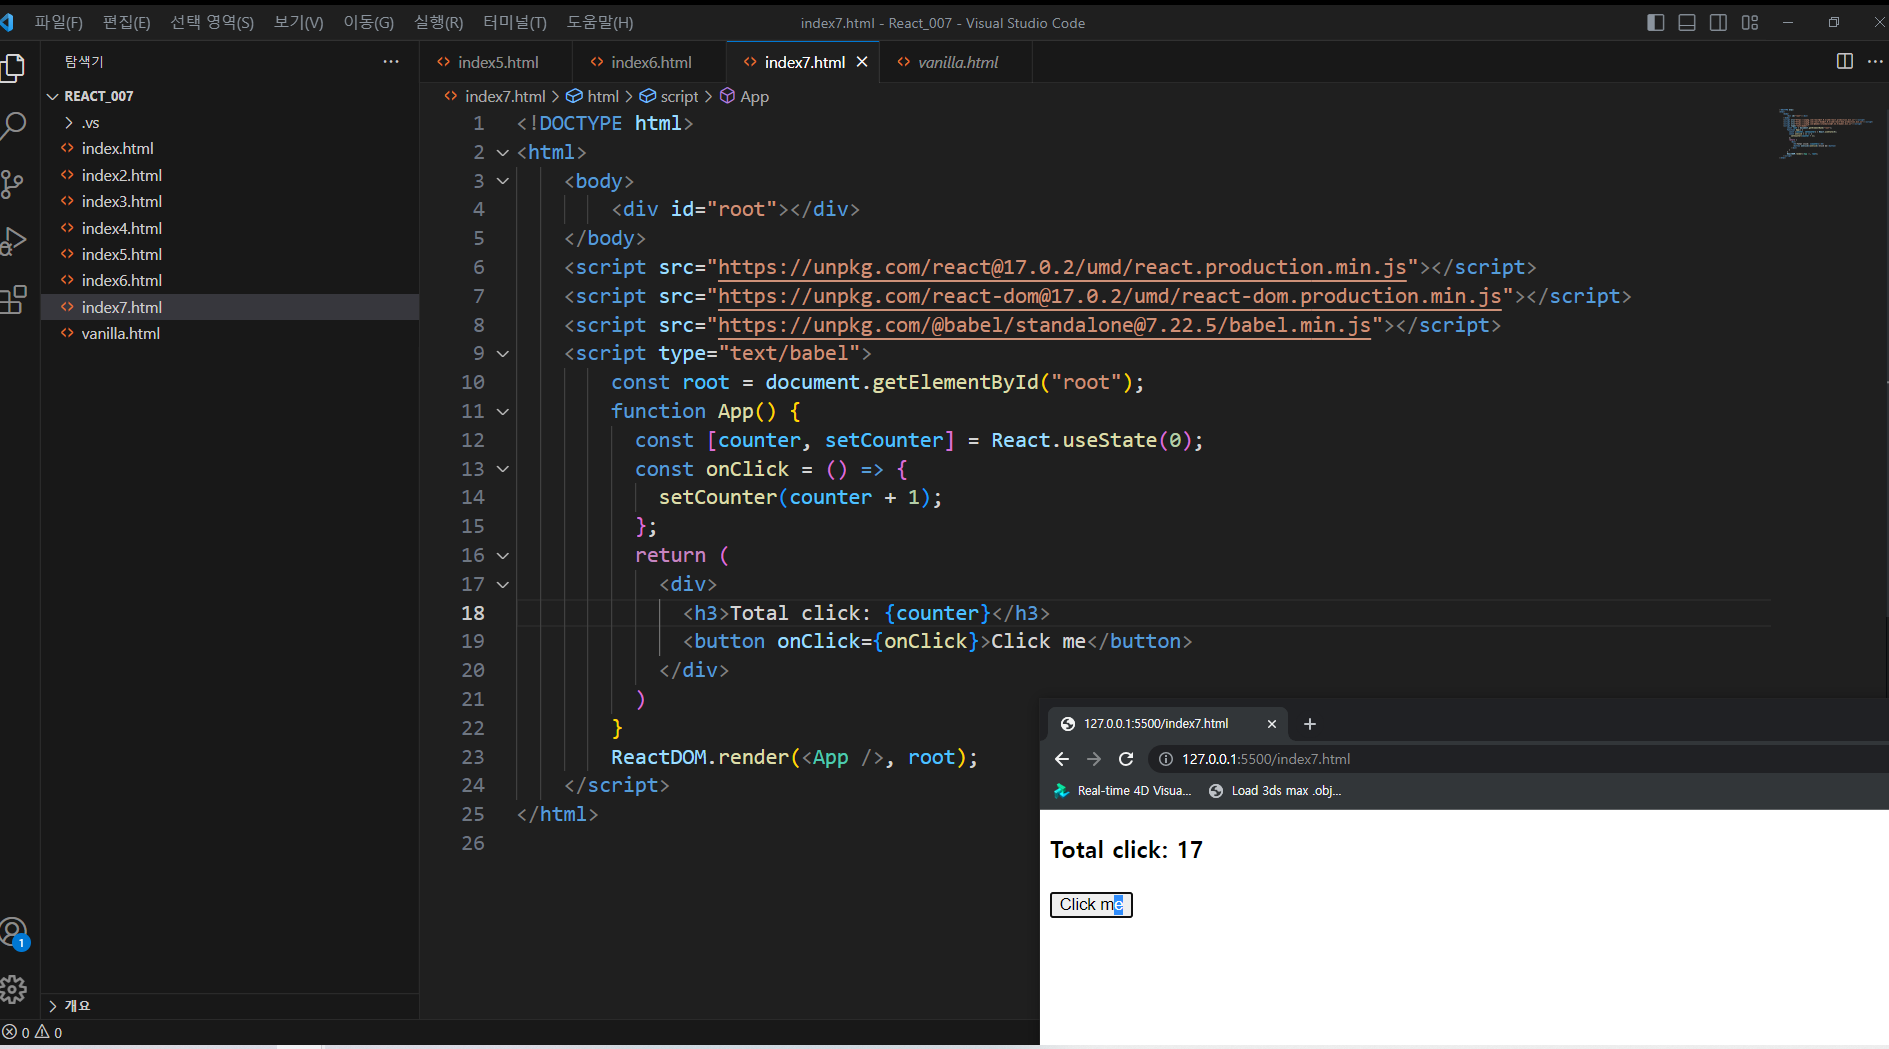 파일(F) 편집(E) 선택 영역(S) 보기(V) 이동(G) 실행(R) 터미널(T) 도움말(H)
index7.html - React_007 - Visual Studio Code
탐색기
REACT_007
.vs
index.html
index2.html
index3.html
index4.html
index5.html
index6.html
index7.html
vanilla.html
개요
1
0 0
index5.html index6.html index7.html vanilla.html
index7.html > html > script > App
1 <!DOCTYPE html>
2 <html>
3 <body>
4 <div id="root"></div>
5 </body>
6 <script src="https://unpkg.com/react@17.0.2/umd/react.production.min.js"></script>
7 <script src="https://unpkg.com/react-dom@17.0.2/umd/react-dom.production.min.js"></script>
8 <script src="https://unpkg.com/@babel/standalone@7.22.5/babel.min.js"></script>
9 <script type="text/babel">
10 const root = document.getElementById("root");
11 function App() {
12 const [counter, setCounter] = React.useState(0);
13 const onClick = () => {
14 setCounter(counter + 1);
15 };
16 return (
17 <div>
18 <h3>Total click: {counter}</h3>
19 <button onClick={onClick}>Click me</button>
20 </div>
21 )
22 }
23 ReactDOM.render(<App />, root);
24 </script>
25 </html>
26
127.0.0.1:5500/index7.html
127.0.0.1:5500/index7.html
Real-time 4D Visua... Load 3ds max .obj...
Total click: 17
Click me